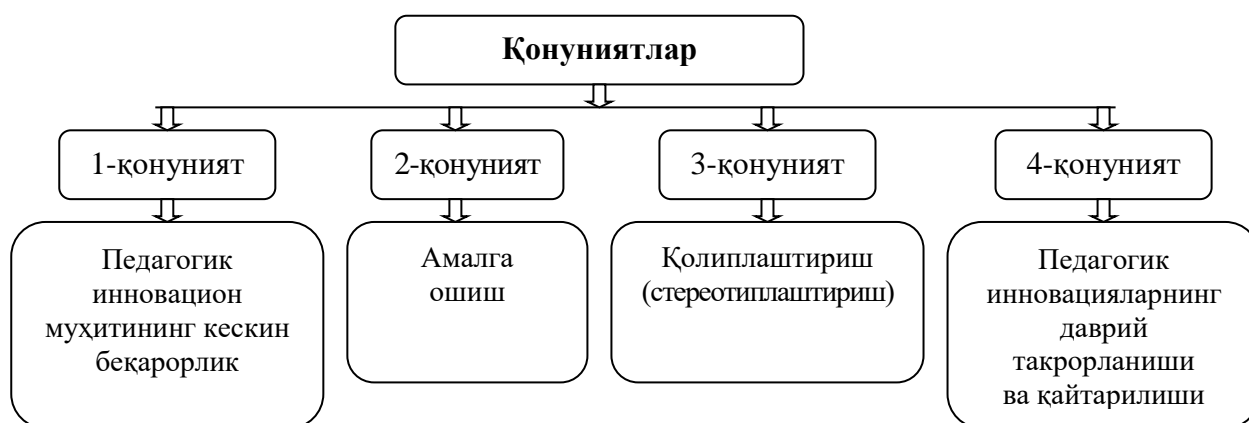 Қонуниятлар
1-қонуният
2-қонуният
3-қонуният
4-қонуният
Педагогик
инновацион
муҳитининг кескин
беқарорлик
Амалга
ошиш
Қолиплаштириш
(стереотиплаштириш)
Педагогик
инновацияларнинг
даврий
такрорланиши
ва қайтарилиши